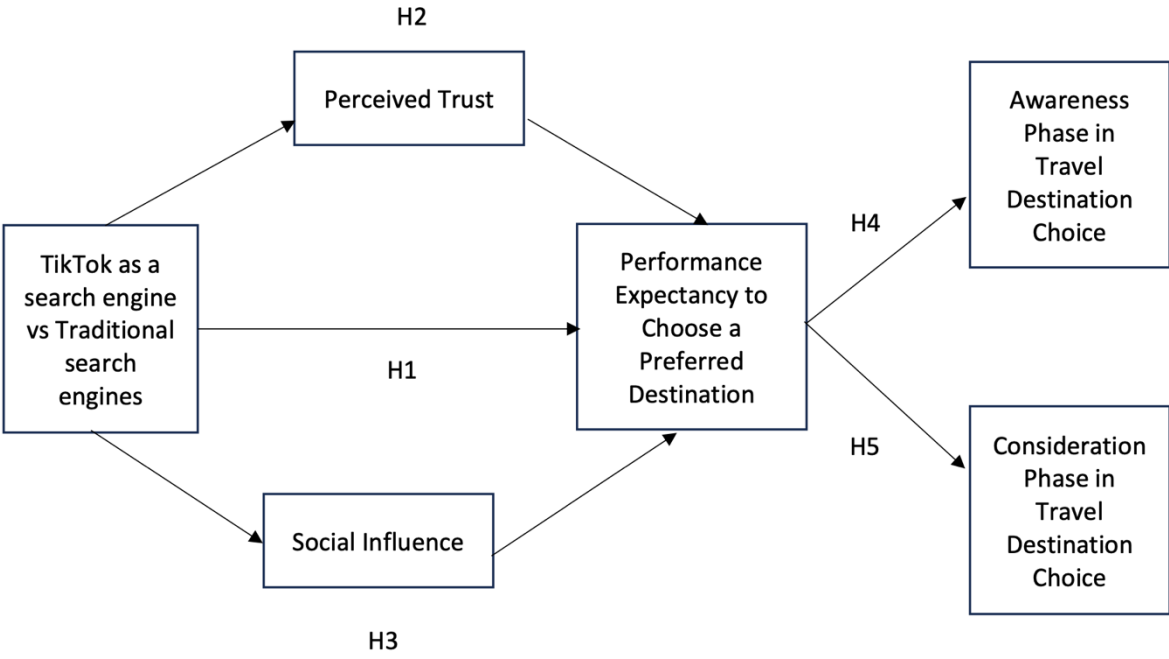 H2
Perceived Trust
Awareness
Phase in
Travel
Destination
Choice
TikTok as a
search engine
vs Traditional
search
engines
H1
Performance
Expectancy to
Choose a
Preferred
Destination
H4
H5
Consideration
Phase in
Travel
Destination
Choice
Social Influence
H3